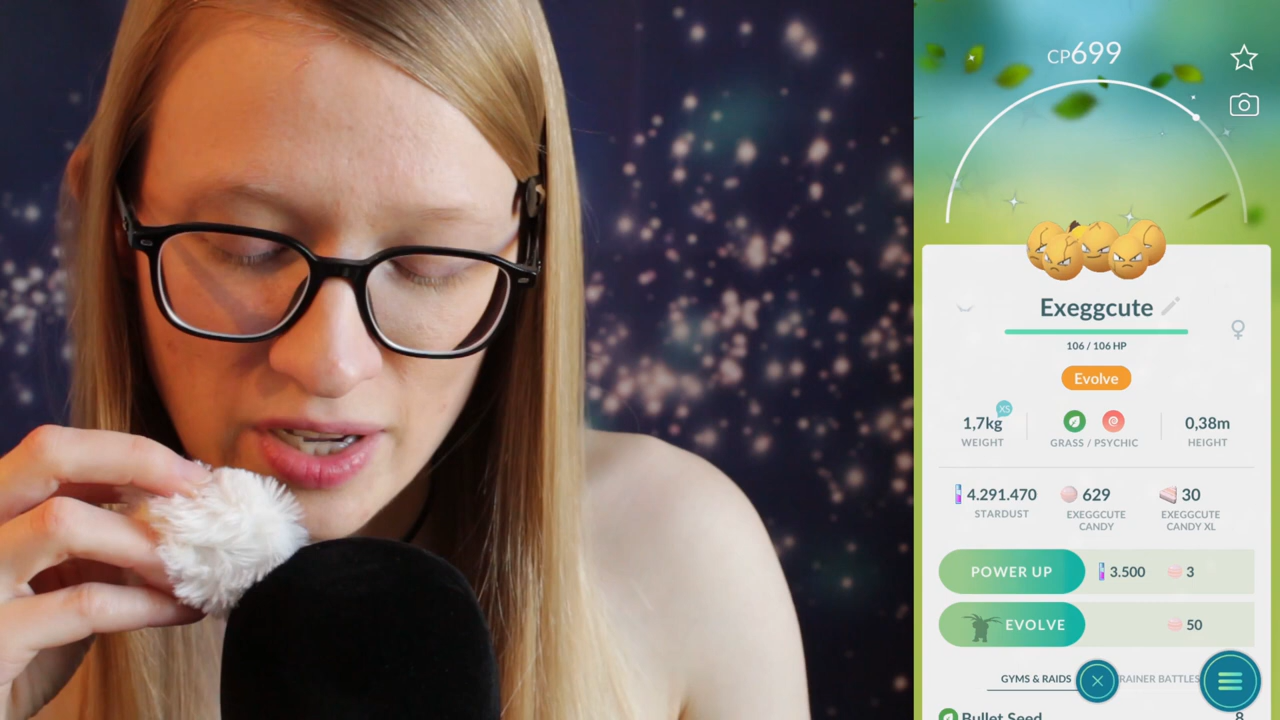 CP699
Exeggcute
106 / 106 HP
Evolve
XS
1,7kg
WEIGHT
GRASS / PSYCHIC
0,38m
HEIGHT
4.291.470
STARDUST
629
EXEGGCUTE
CANDY
30
EXEGGCUTE
CANDY XL
POWER UP 3.500 3
EVOLVE 50
GYMS & RAIDS RAINER BATTLES
Bullet Seed 8